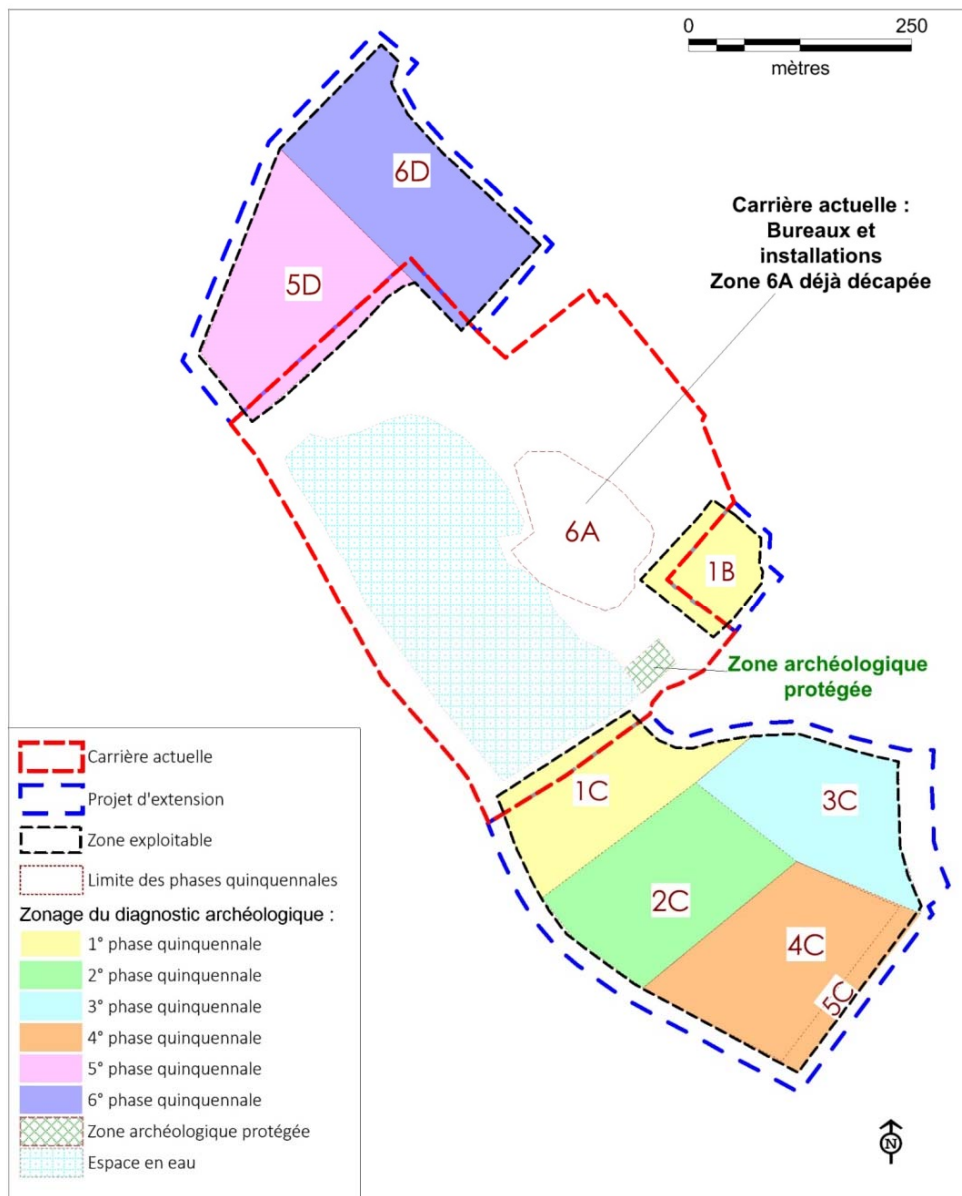 0 250
mètres
6D
Carrière actuelle :
Bureaux et
installations
Zone 6A déjà décapée
5D
6A
1B
Zone archéologique
protégée
1C
3C
2C
4C
5C
Carrière actuelle
Projet d'extension
Zone exploitable
Limite des phases quinquennales
Zonage du diagnostic archéologique :
1° phase quinquennale
2° phase quinquennale
3° phase quinquennale
4° phase quinquennale
5° phase quinquennale
6° phase quinquennale
Zone archéologique protégée
Espace en eau
N